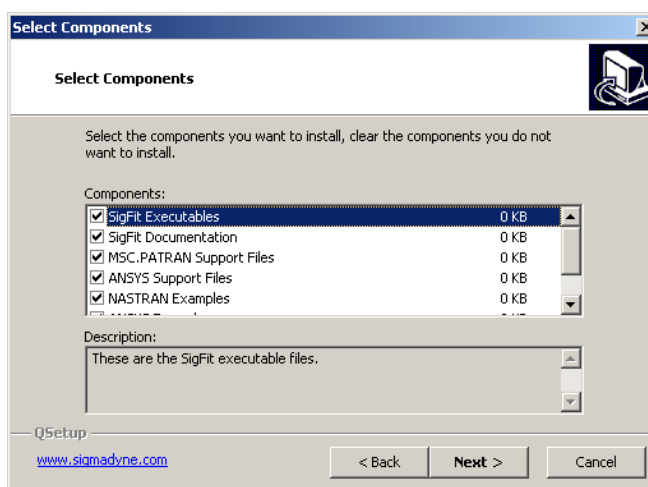 Select Components
Select Components
Select the components you want to install, clear the components you do not
want to install.
Components:
SigFit Executables 0 KB
SigFit Documentation 0 KB
MSC.PATRAN Support Files 0 KB
ANSYS Support Files 0 KB
NASTRAN Examples 0 KB
Description:
These are the SigFit executable files.
QSetup
www.sigmadyne.com
< Back Next > Cancel